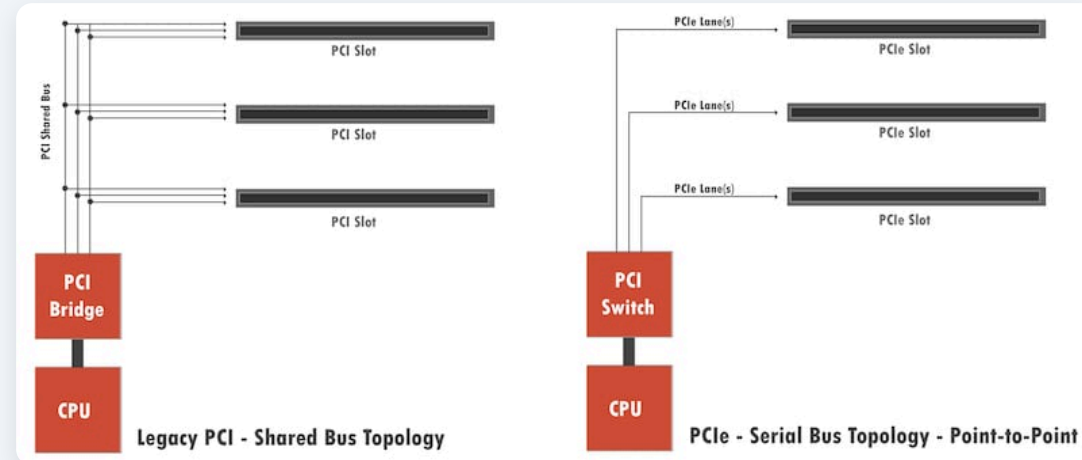 PCI Shared Bus
PCI Slot
PCI Slot
PCI Slot
PCI
Bridge
CPU
Legacy PCI - Shared Bus Topology
PCIe Lane(s)
PCIe Slot
PCIe Lane(s)
PCIe Slot
PCIe Lane(s)
PCIe Slot
PCI
Switch
CPU
PCIe - Serial Bus Topology - Point-to-Point